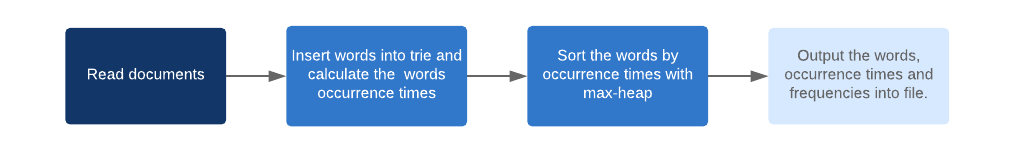 Read documents
Insert words into trie and
calculate the  words
occurrence times
Sort the words by
occurrence times with
max-heap
Output the words,
occurrence times and
frequencies into file.